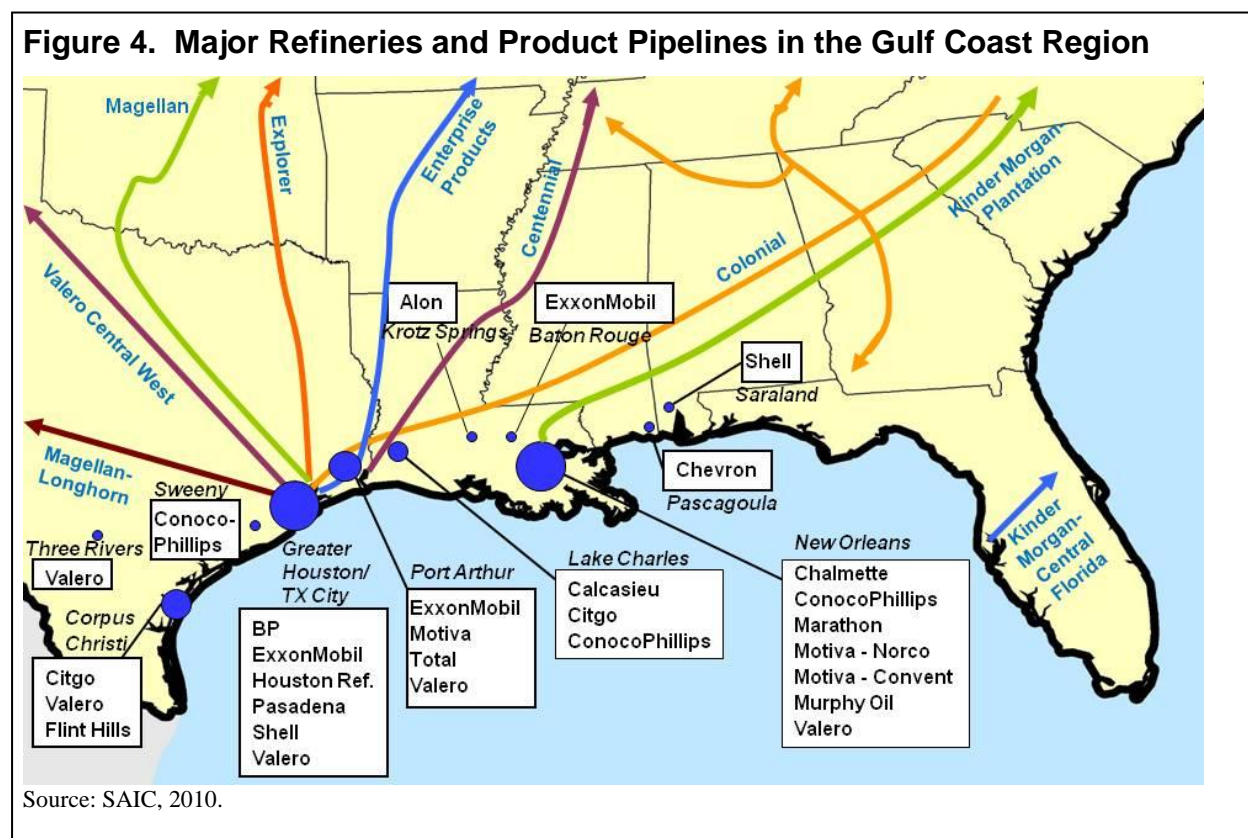 Figure 4. Major Refineries and Product Pipelines in the Gulf Coast Region
Magellan
Explorer
Enterprise
Products
Centennial
Colonial
Kinder Morgan-
Plantation
Valero Central West
Magellan-
Longhorn
Alon
Krotz Springs
ExxonMobil
Baton Rouge
Shell
Saraland
Chevron
Pascagoula
Kinder
Morgan-
Central
Florida
Sweeny
Conoco-
Phillips
Three Rivers
Valero
Corpus
Christi
Citgo
Valero
Flint Hills
Greater
Houston/
TX City
BP
ExxonMobil
Houston Ref.
Pasadena
Shell
Valero
Port Arthur
ExxonMobil
Motiva
Total
Valero
Lake Charles
Calcasieu
Citgo
ConocoPhillips
New Orleans
Chalmette
ConocoPhillips
Marathon
Motiva - Norco
Motiva - Convent
Murphy Oil
Valero
Source: SAIC, 2010.